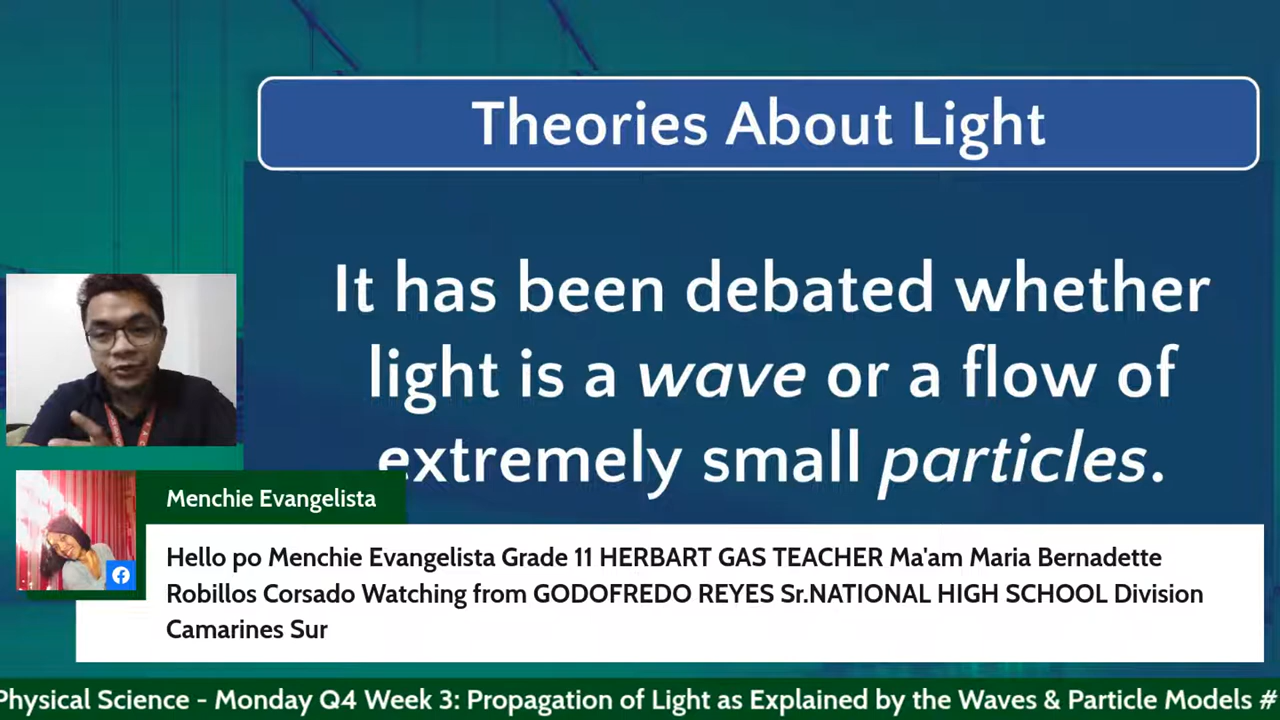 Theories About Light
It has been debated whether
light is a wave or a flow of
extremely small particles.
Menchie Evangelista
Hello po Menchie Evangelista Grade 11 HERBART GAS TEACHER Ma'am Maria Bernadette
Robillos Corsado Watching from GODOFREDO REYES Sr.NATIONAL HIGH SCHOOL Division
Camarines Sur
Physical Science - Monday Q4 Week 3: Propagation of Light as Explained by the Waves & Particle Models #